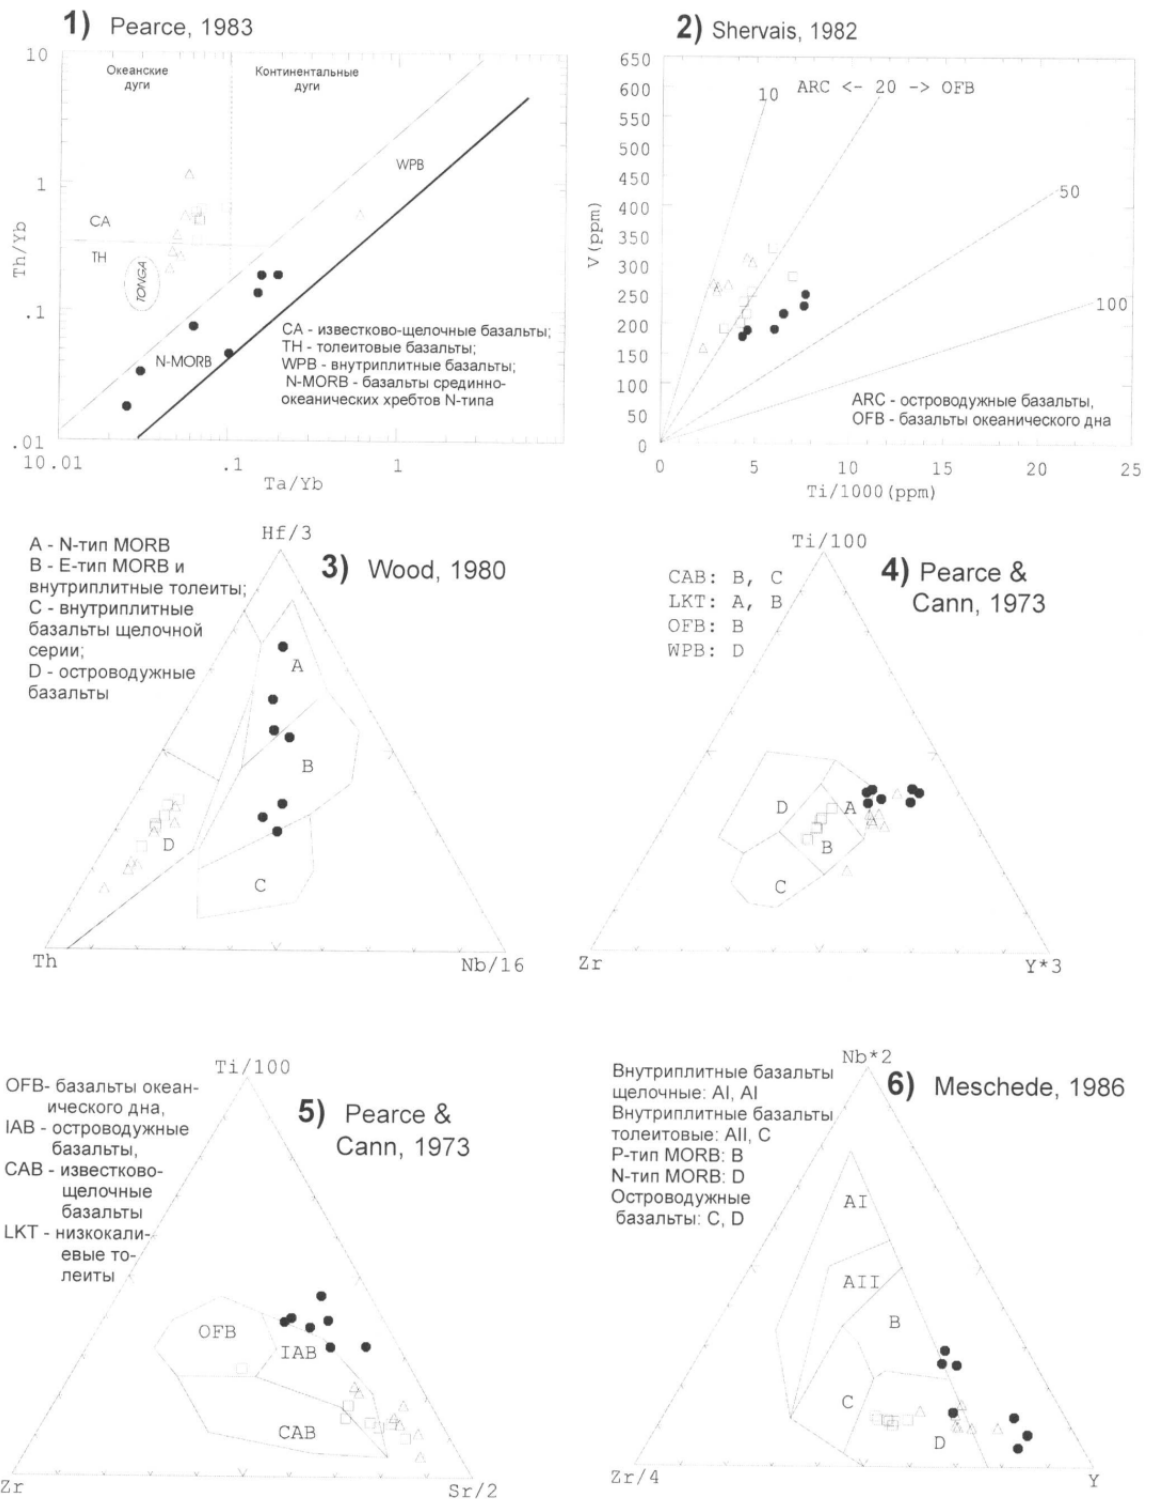 1) Pearce, 1983
10
1
.1
.01
Th/Yb
Океанские
дуги
Континентальные
дуги
WPB
CA
TH
TONGA
N-MORB
CA - известково-щелочные базальты;
TH - толеитовые базальты;
WPB - внутриплитные базальты;
N-MORB - базальты срединно-
океанических хребтов N-типа
10.01
.1
1
Ta/Yb
2) Shervais, 1982
650
600
550
500
450
400
350
300
250
200
150
100
50
0
V(ppm)
10
ARC <- 20 -> OFB
50
100
ARC - островодужные базальты,
OFB - базальты океанического дна
0 5 10 15 20 25
Ti/1000(ppm)
3) Wood, 1980
Hf/3
A - N-тип MORB
B - E-тип MORB и
внутриплитные толеиты;
C - внутриплитные
базальты щелочной
серии;
D - островодужные
базальты
A
B
D
C
Th
Nb/16
4) Pearce &
Cann, 1973
Ti/100
CAB: B, C
LKT: A, B
OFB: B
WPB: D
D
A
B
C
Zr
Y*3
5) Pearce &
Cann, 1973
Ti/100
OFB- базальты океан-
ического дна,
IAB - островодужные
базальты,
CAB - известково-
щелочные
базальты
LKT - низкокали-
евые то-
леиты
OFB
IAB
CAB
Zr
Sr/2
6) Meschede, 1986
Nb*2
Внутриплитные базальты
щелочные: AI, AI
Внутриплитные базальты
толеитовые: AII, C
P-тип MORB: B
N-тип MORB: D
Островодужные
базальты: C, D
AI
AII
B
C
D
Zr/4
Y